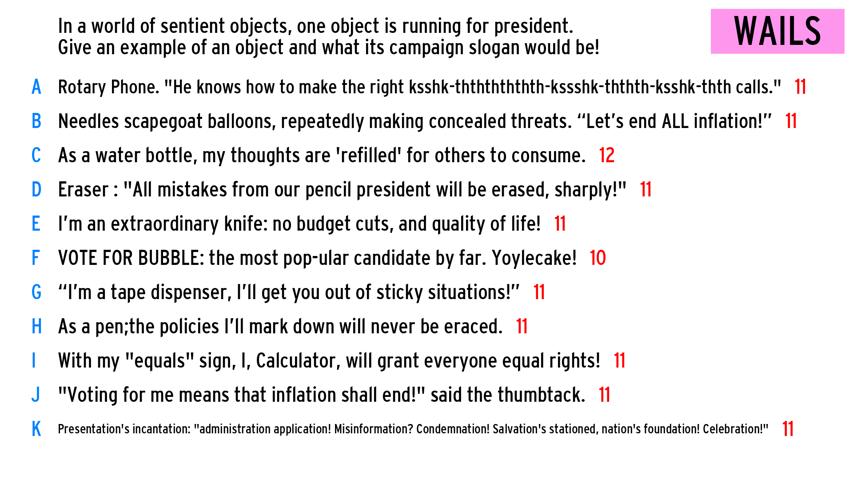 In a world of sentient objects, one object is running for president.
Give an example of an object and what its campaign slogan would be!
WAILS
A Rotary Phone. "He knows how to make the right ksshk-thththththth-kssshk-ththth-ksshk-thth calls." 11
B Needles scapegoat balloons, repeatedly making concealed threats. “Let’s end ALL inflation!” 11
C As a water bottle, my thoughts are 'refilled' for others to consume. 12
D Eraser : "All mistakes from our pencil president will be erased, sharply!" 11
E I’m an extraordinary knife: no budget cuts, and quality of life! 11
F VOTE FOR BUBBLE: the most pop-ular candidate by far. Yoylecake! 10
G “I’m a tape dispenser, I’ll get you out of sticky situations!” 11
H As a pen;the policies I’ll mark down will never be eraced. 11
I With my "equals" sign, I, Calculator, will grant everyone equal rights! 11
J "Voting for me means that inflation shall end!" said the thumbtack. 11
K Presentation's incantation: "administration application! Misinformation? Condemnation! Salvation's stationed, nation's foundation! Celebration!" 11